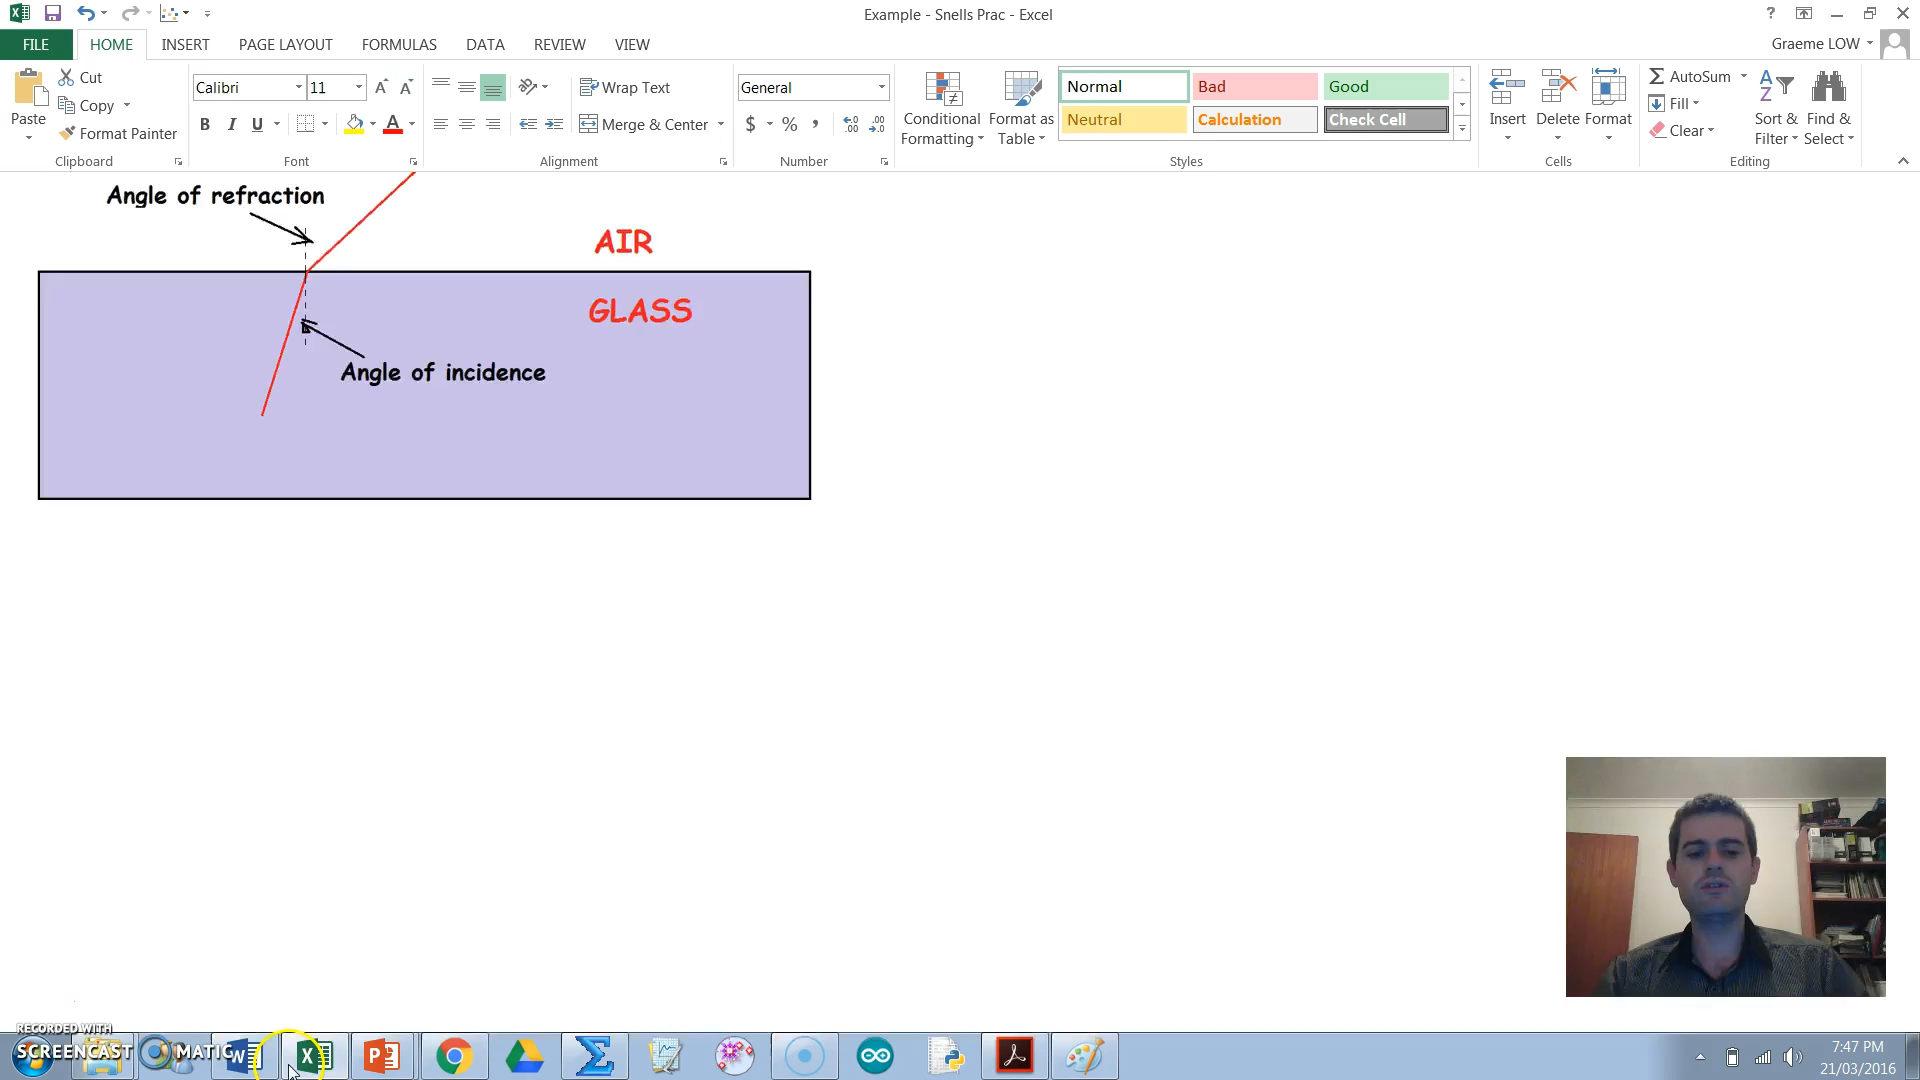 Example - Snells Prac - Excel
FILE HOME INSERT PAGE LAYOUT FORMULAS DATA REVIEW VIEW
Graeme LOW
Paste
Cut
Copy
Format Painter
Clipboard
Calibri 11
B I U
Font
Wrap Text
Merge & Center
Alignment
General
$ % ,
Number
Conditional Formatting
Format as Table
Normal Bad Good
Neutral Calculation Check Cell
Styles
Insert Delete Format
Cells
AutoSum
Fill
Clear
Sort & Filter
Find & Select
Editing
Angle of refraction
AIR
GLASS
Angle of incidence
RECORDED WITH
SCREENCAST MATIC
7:47 PM
21/03/2016